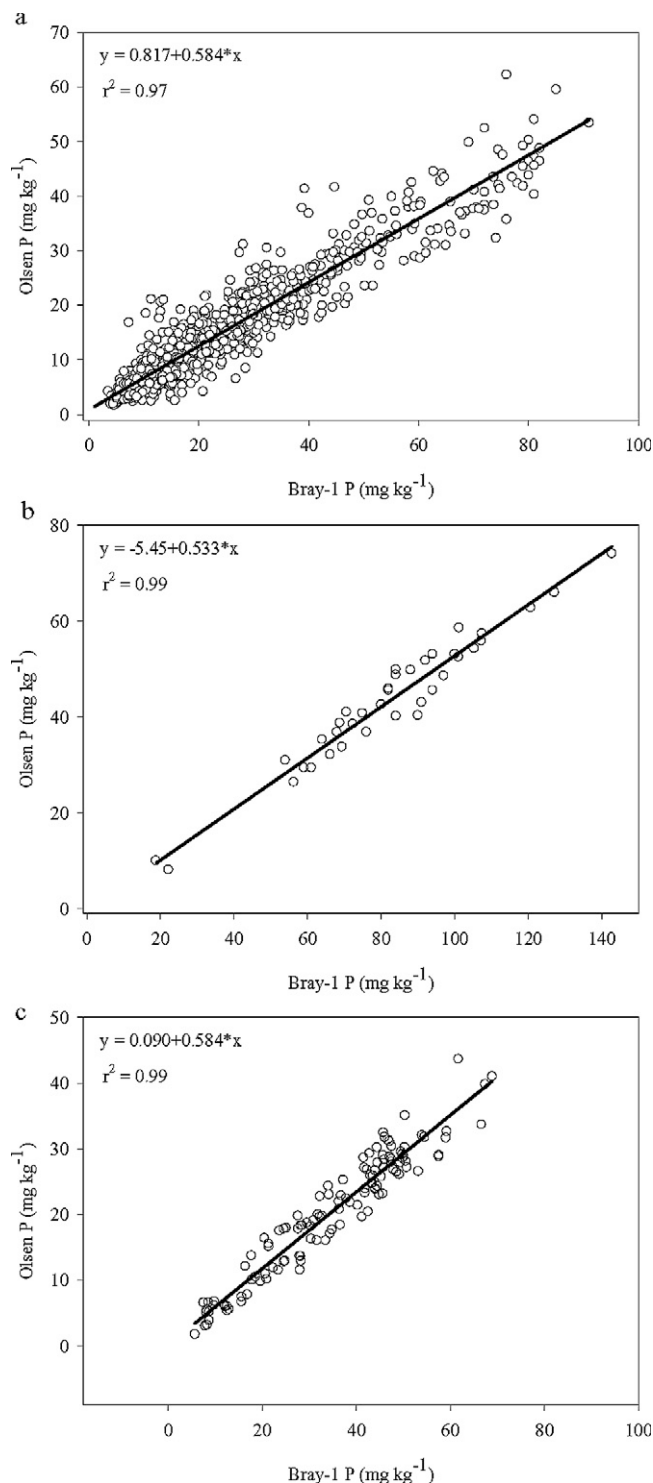 a
y = 0.817+0.584*x
r² = 0.97
70
60
50
40
30
20
10
0
Olsen P (mg kg⁻¹)
0 20 40 60 80 100
Bray-1 P (mg kg⁻¹)
b
y = -5.45+0.533*x
r² = 0.99
80
60
40
20
0
Olsen P (mg kg⁻¹)
0 20 40 60 80 100 120 140
Bray-1 P (mg kg⁻¹)
c
y = 0.090+0.584*x
r² = 0.99
50
40
30
20
10
0
Olsen P (mg kg⁻¹)
0 20 40 60 80 100
Bray-1 P (mg kg⁻¹)